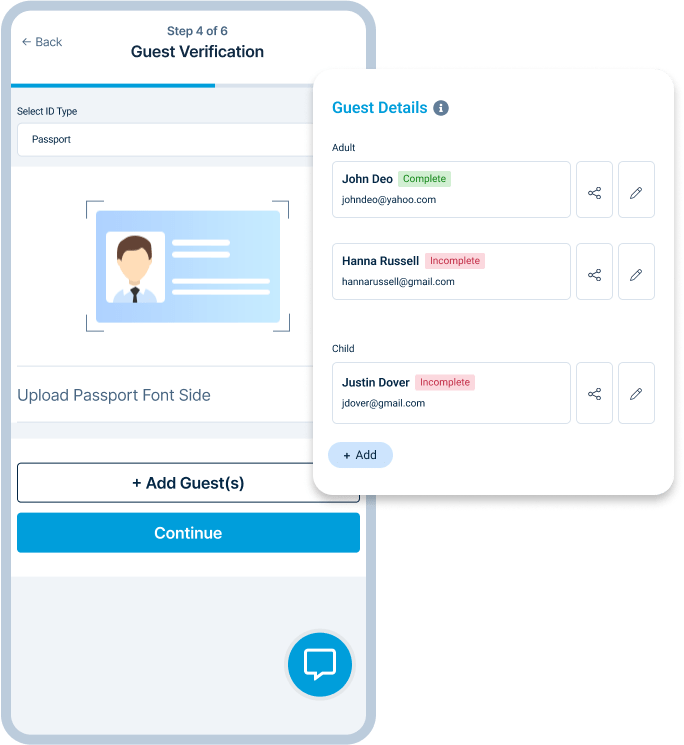 Step 4 of 6
← Back
Guest Verification
Select ID Type
Passport
Upload Passport Font Side
+ Add Guest(s)
Continue
Guest Details
Adult
John Deo Complete
johndeo@yahoo.com
Hanna Russell Incomplete
hannarussell@gmail.com
Child
Justin Dover Incomplete
jdover@gmail.com
+ Add